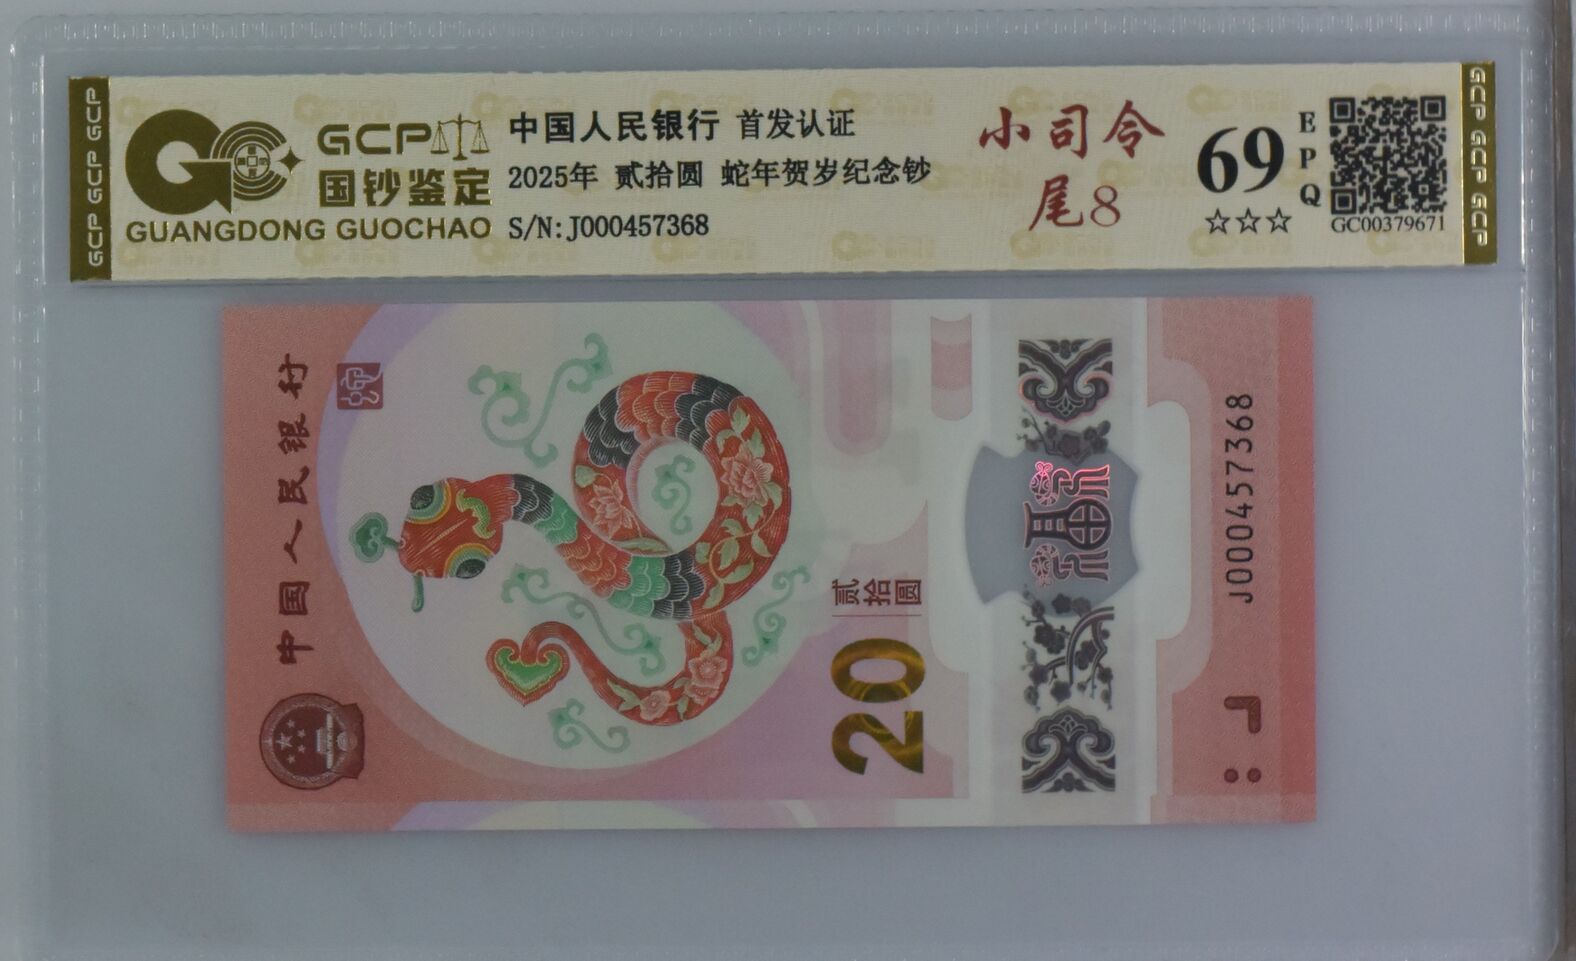 GCP GCP GCP
GCP
国钞鉴定
GUANGDONG GUOCHAO
中国人民银行 首发认证
2025年 贰拾圆 蛇年贺岁纪念钞
S/N:J000457368
小司令
尾8
69
EPQ
☆☆☆
GC00379671
GCP GCP GCP
中国人民银行
贰拾圆
20
福
J000457368